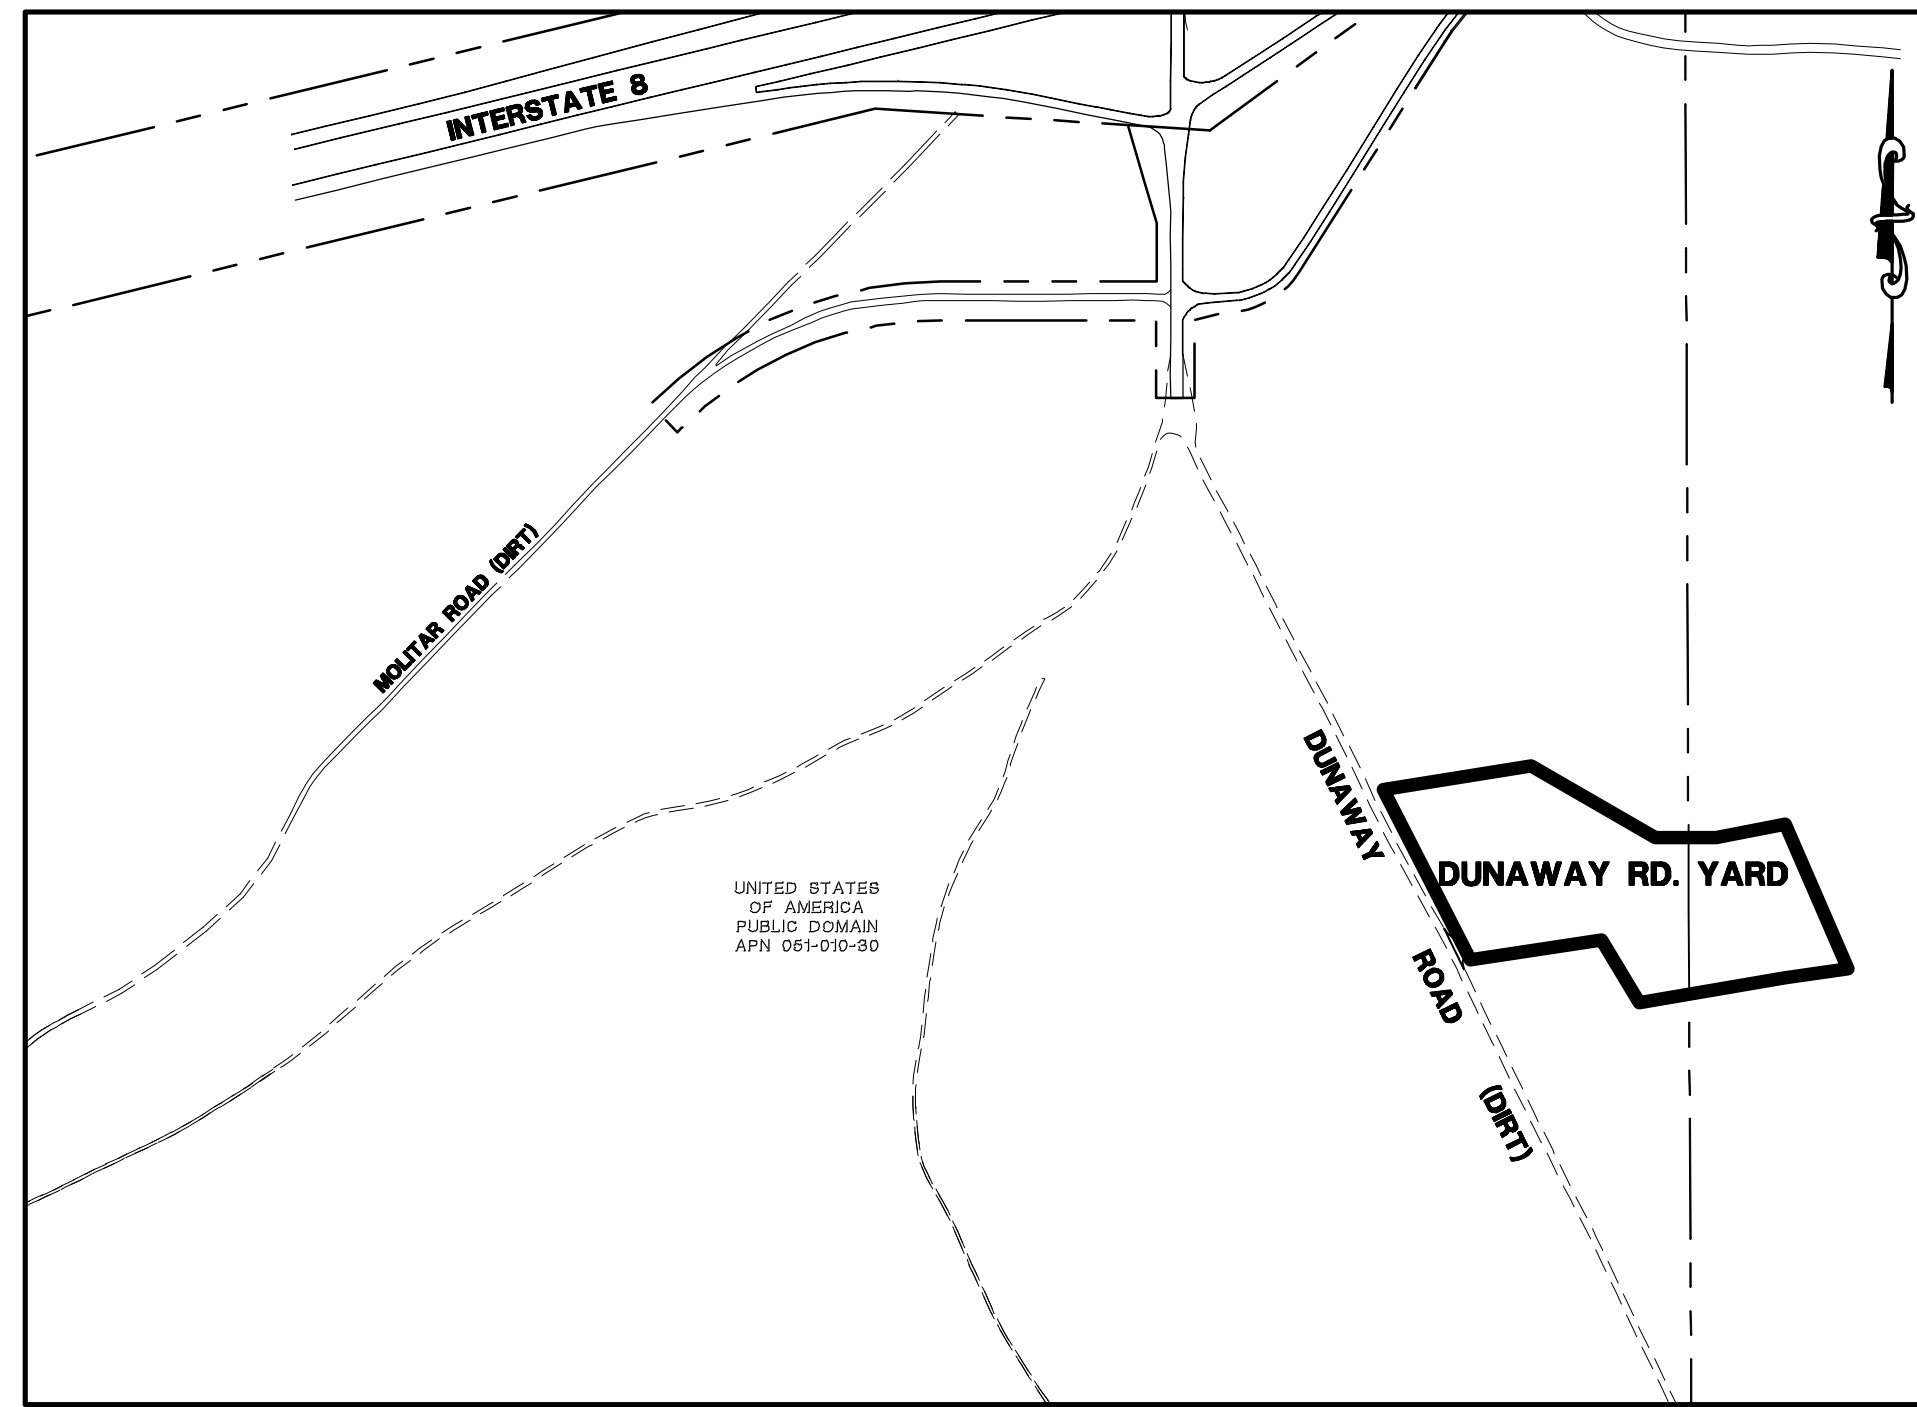 INTERSTATE 8
MOLITAR ROAD (DIRT)
DUNAWAY ROAD (DIRT)
DUNAWAY RD. YARD
UNITED STATES
OF AMERICA
PUBLIC DOMAIN
APN 051-010-30